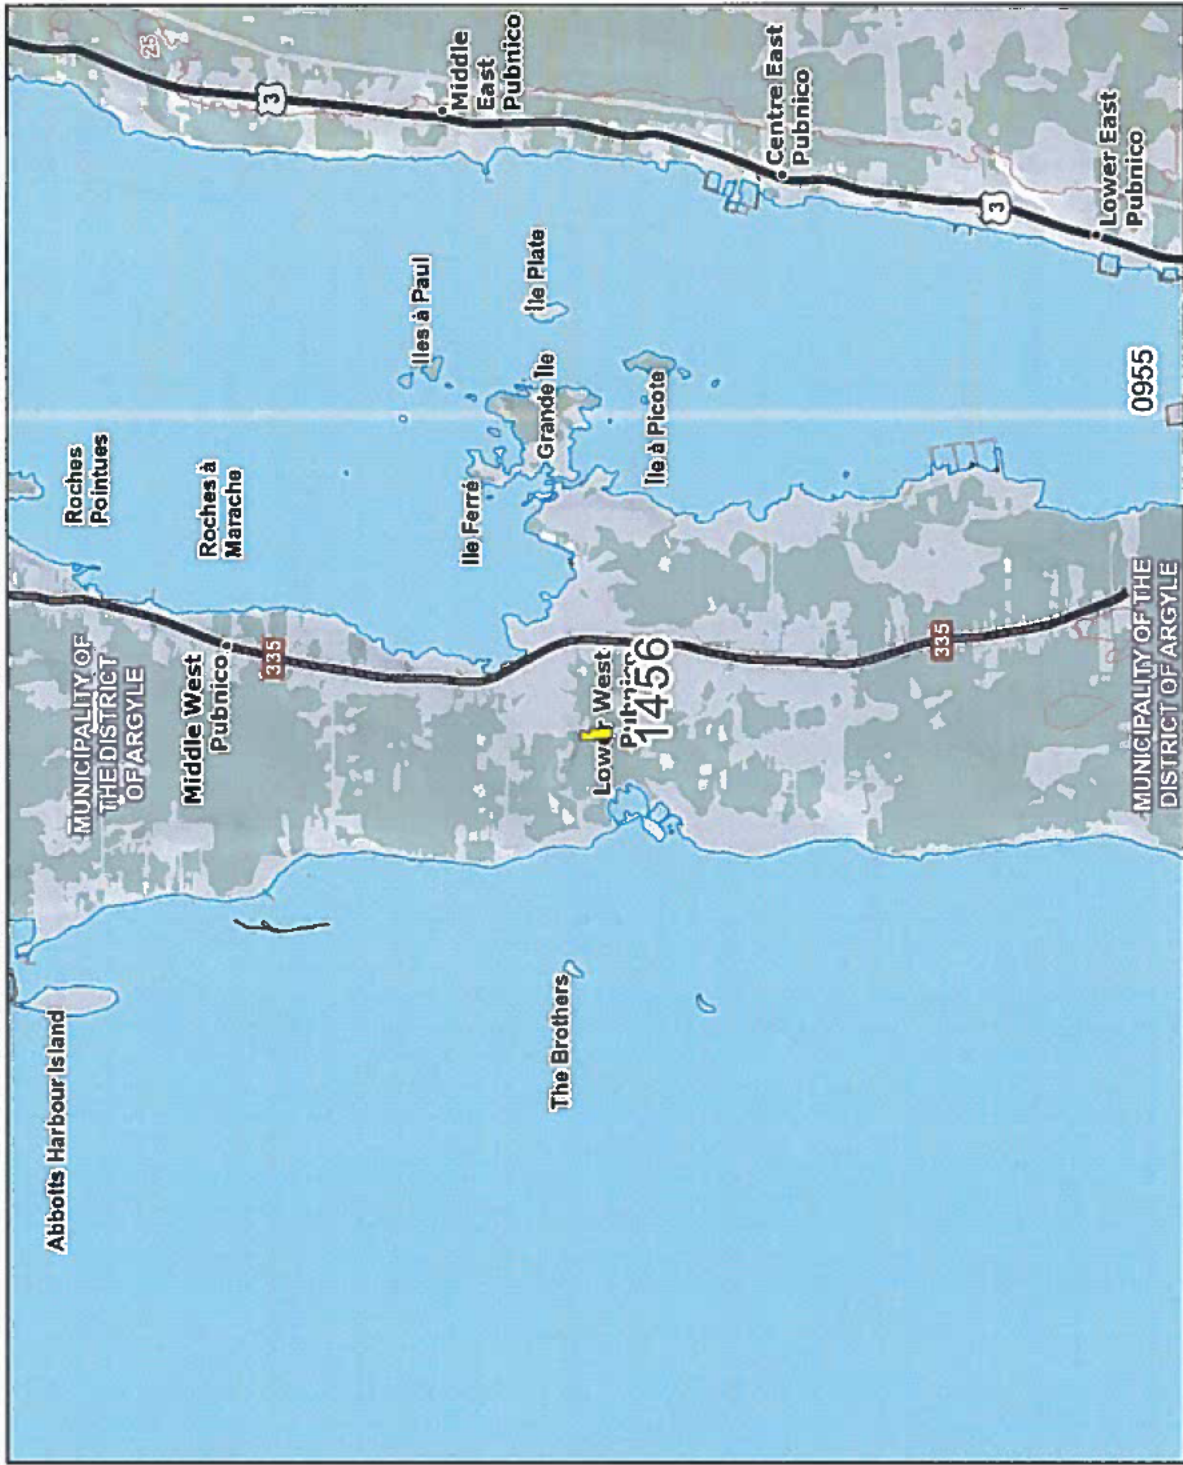 Abbotts Harbour Island
MUNICIPALITY OF
THE DISTRICT
OF ARGYLE
Roches
Pointues
25
Middle West
Pubnico
Roches à
Marache
335
3
Iles à Paul
Middle
East
Pubnico
Ile Ferré
Ile Plate
Grande Ile
The Brothers
Lower West
Pubnico
1456
Ile à Picote
Centre East
Pubnico
335
3
Lower East
Pubnico
0955
MUNICIPALITY OF THE
DISTRICT OF ARGYLE